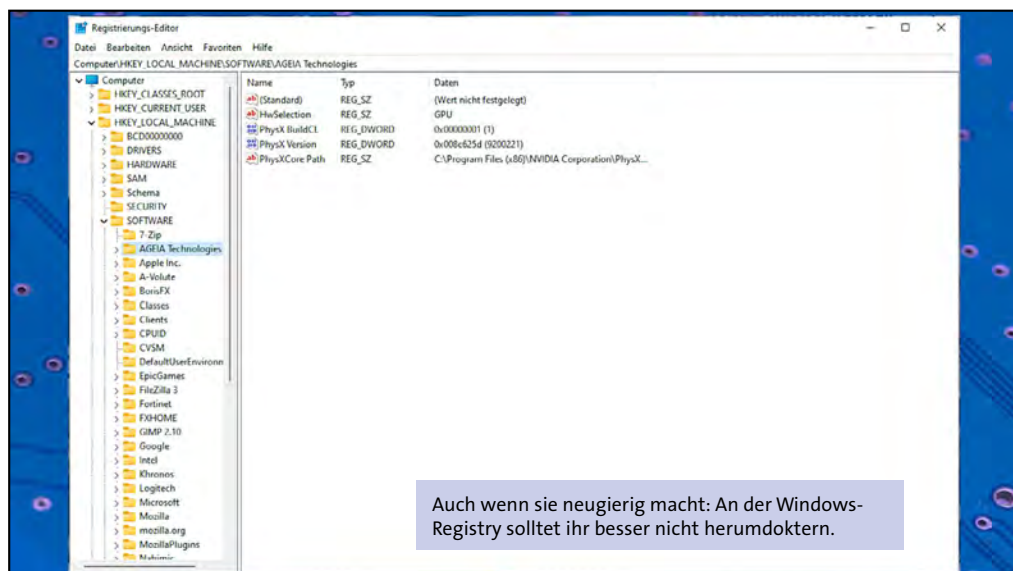 Registrierungs-Editor
Datei Bearbeiten Ansicht Favoriten Hilfe
Computer\HKEY_LOCAL_MACHINE\SOFTWARE\AGEIA Technologies
Computer
HKEY_CLASSES_ROOT
HKEY_CURRENT_USER
HKEY_LOCAL_MACHINE
BCD00000000
DRIVERS
HARDWARE
SAM
Schema
SECURITY
SOFTWARE
7-Zip
AGEIA Technologies
Apple Inc.
A-Volute
BorisFX
Classes
Clients
CPUID
CVSM
DefaultUserEnvironm
EpicGames
FileZilla 3
Fortinet
FXHOME
GIMP 2.10
Google
Intel
Khronos
Logitech
Microsoft
Mozilla
mozilla.org
MozillaPlugins
Nahimic
Name Typ Daten
(Standard) REG_SZ (Wert nicht festgelegt)
HwSelection REG_SZ GPU
PhysX BuildCL REG_DWORD 0x00000001 (1)
PhysX Version REG_DWORD 0x008c625d (9200221)
PhysXCore Path REG_SZ C:\Program Files (x86)\NVIDIA Corporation\PhysX...
Auch wenn sie neugierig macht: An der Windows-
Registry solltet ihr besser nicht herumdoktern.